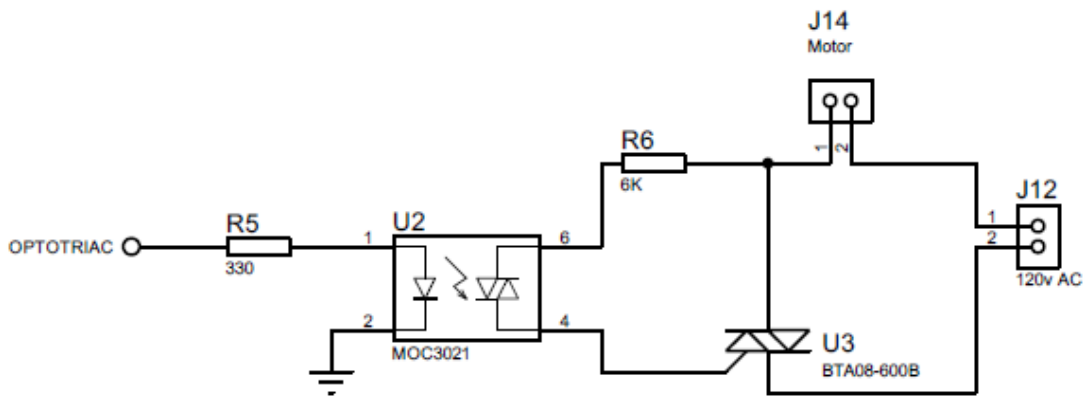 J14
Motor
1
2
R6
6K
J12
1
2
120v AC
OPTOTRIAC
R5
330
U2
1
6
2
4
MOC3021
U3
BTA08-600B